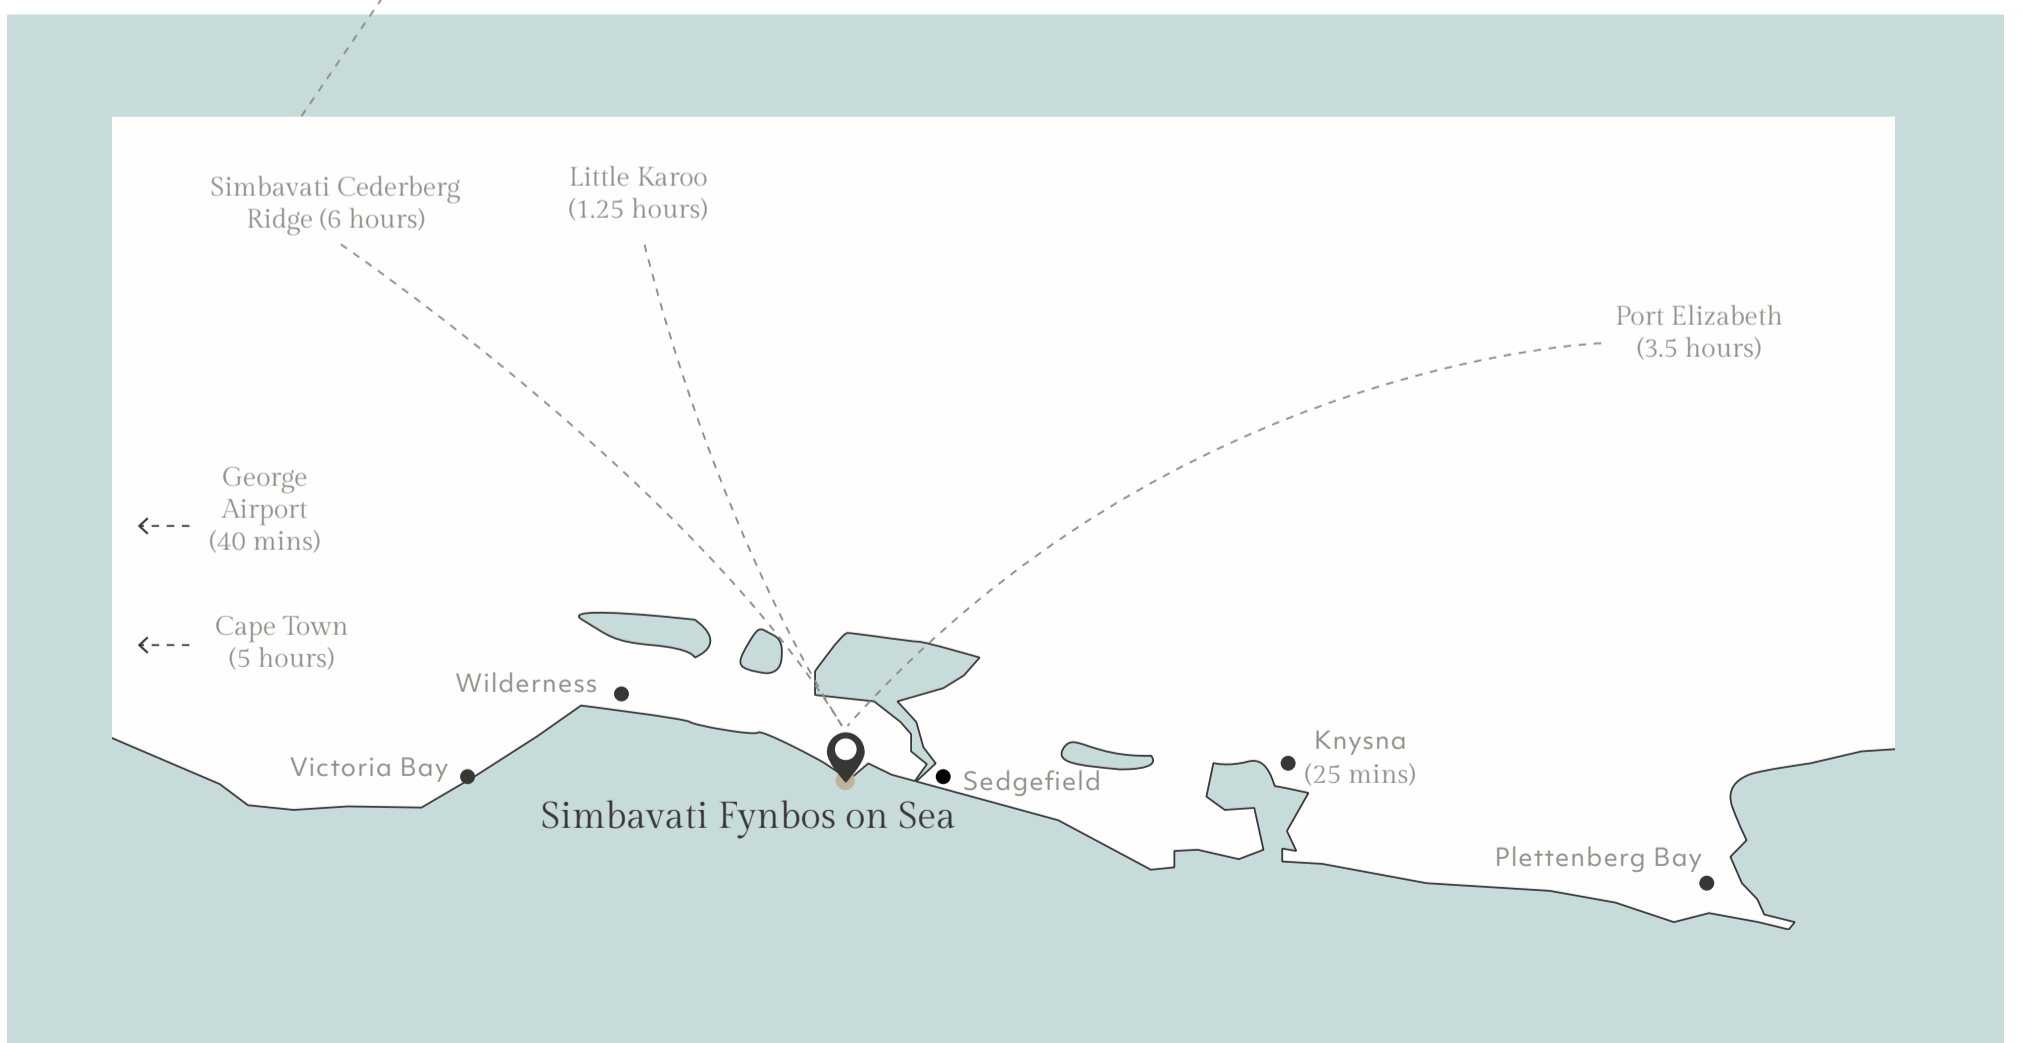 Simbavati Cederberg
Ridge (6 hours)
Little Karoo
(1.25 hours)
Port Elizabeth
(3.5 hours)
George
Airport
(40 mins)
Cape Town
(5 hours)
Wilderness
Victoria Bay
Simbavati Fynbos on Sea
Sedgefield
Knysna
(25 mins)
Plettenberg Bay